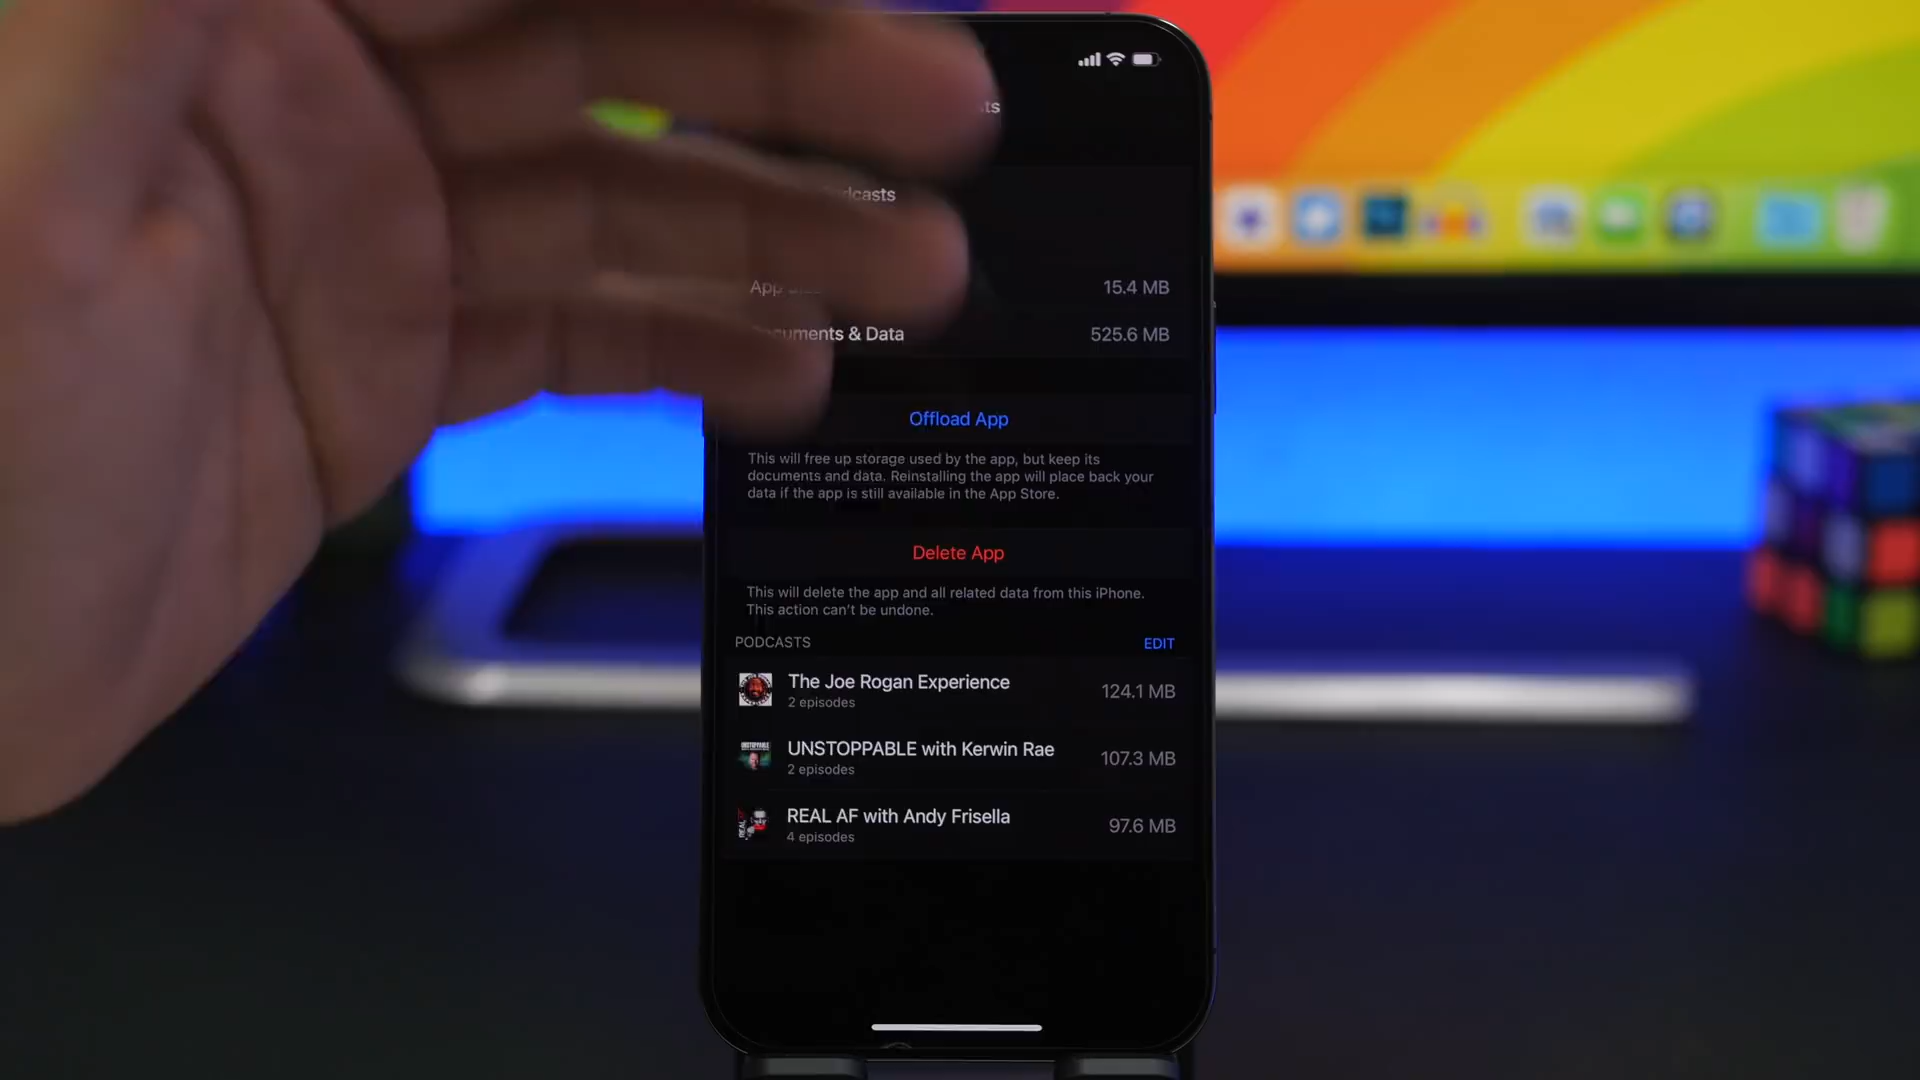 App
15.4 MB
& Data
525.6 MB
Offload App
This will free up storage used by the app, but keep its
documents and data. Reinstalling the app will place back your
data if the app is still available in the App Store.
Delete App
This will delete the app and all related data from this iPhone.
This action can't be undone.
PODCASTS
EDIT
The Joe Rogan Experience
2 episodes
124.1 MB
UNSTOPPABLE with Kerwin Rae
2 episodes
107.3 MB
REAL AF with Andy Frisella
4 episodes
97.6 MB